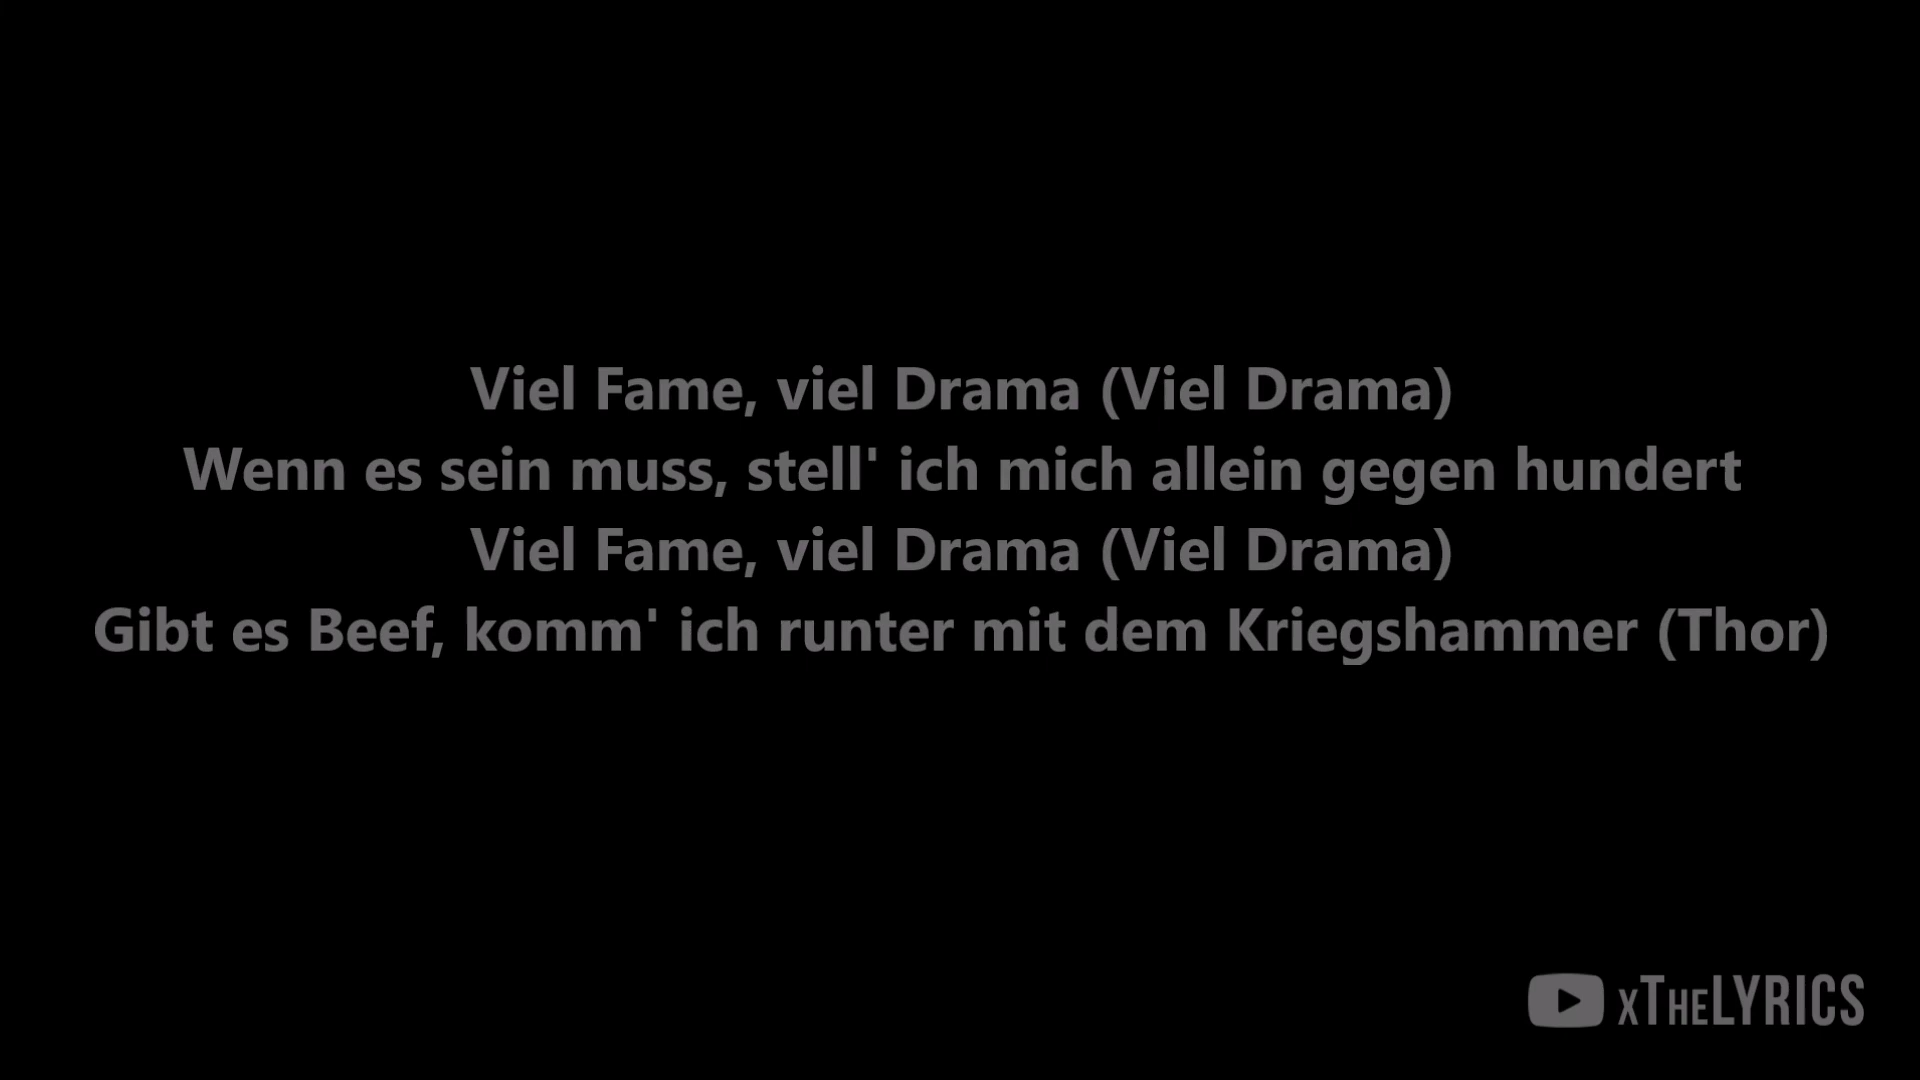 Viel Fame, viel Drama (Viel Drama)
Wenn es sein muss, stell' ich mich allein gegen hundert
Viel Fame, viel Drama (Viel Drama)
Gibt es Beef, komm' ich runter mit dem Kriegshammer (Thor)
xTheLYRICS